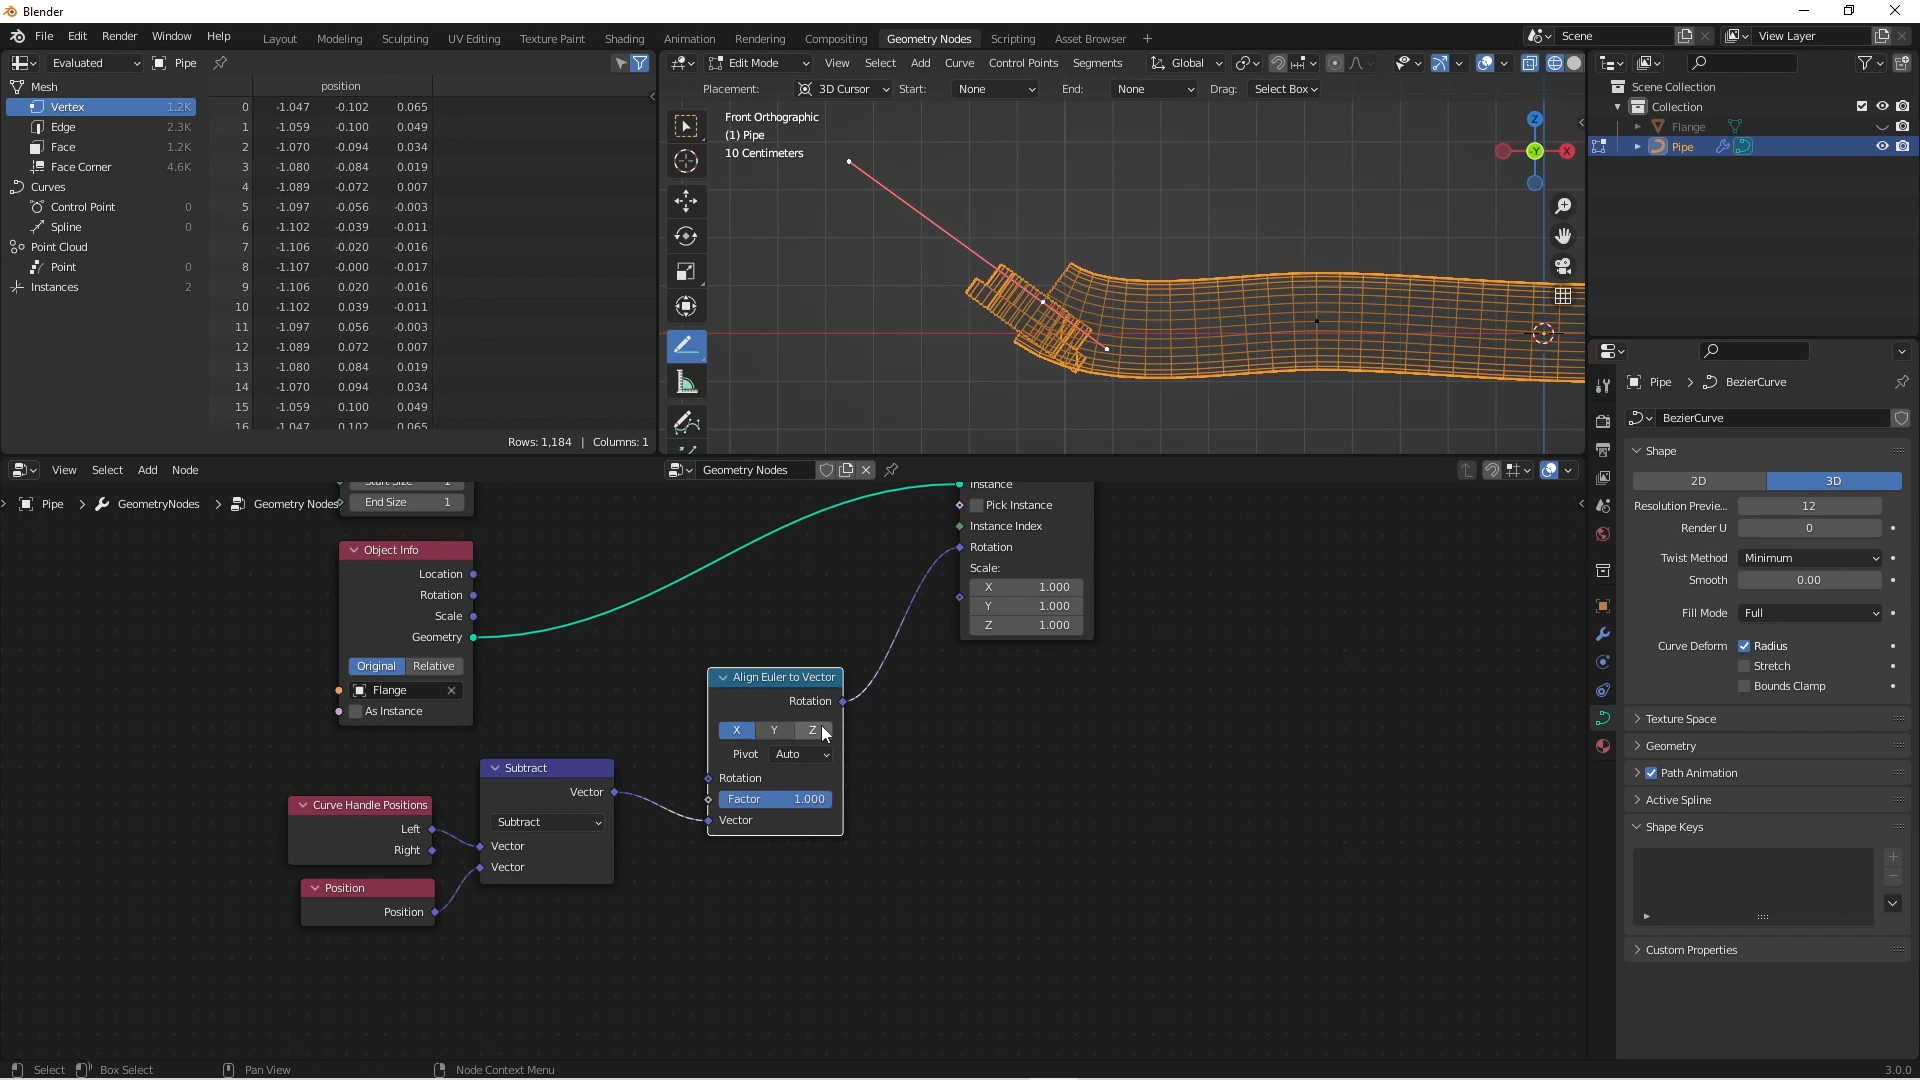 Blender
File Edit Render Window Help Layout Modeling Sculpting UV Editing Texture Paint Shading Animation Rendering Compositing Geometry Nodes Scripting Asset Browser + Scene View Layer
Evaluated Pipe
Mesh
Vertex 1.2K
Edge 2.3K
Face 1.2K
Face Corner 4.6K
Curves
Control Point 0
Spline 0
Point Cloud
Point 0
Instances 2
position
0 -1.047 -0.102 0.065
1 -1.059 -0.100 0.049
2 -1.070 -0.094 0.034
3 -1.080 -0.084 0.019
4 -1.089 -0.072 0.007
5 -1.097 -0.056 -0.003
6 -1.102 -0.039 -0.011
7 -1.106 -0.020 -0.016
8 -1.107 -0.000 -0.017
9 -1.106 0.020 -0.016
10 -1.102 0.039 -0.011
11 -1.097 0.056 -0.003
12 -1.089 0.072 0.007
13 -1.080 0.084 0.019
14 -1.070 0.094 0.034
15 -1.059 0.100 0.049
16 -1.047 0.102 0.065
Rows: 1,184 | Columns: 1
Edit Mode View Select Add Curve Control Points Segments Global
Placement: 3D Cursor Start: None End: None Drag: Select Box
Front Orthographic
(1) Pipe
10 Centimeters
Z
-Y X
Scene Collection
Collection
Flange
Pipe
View Select Add Node Geometry Nodes
Pipe > GeometryNodes > Geometry Nodes
Start Size 1
End Size 1
Object Info
Location
Rotation
Scale
Geometry
Original Relative
Flange
As Instance
Curve Handle Positions
Left
Right
Position
Position
Subtract
Vector
Subtract
Vector
Vector
Align Euler to Vector
Rotation
X Y Z
Pivot Auto
Rotation
Factor 1.000
Vector
Instance
Pick Instance
Instance Index
Rotation
Scale:
X 1.000
Y 1.000
Z 1.000
Pipe > BezierCurve
BezierCurve
Shape
2D 3D
Resolution Previe... 12
Render U 0
Twist Method Minimum
Smooth 0.00
Fill Mode Full
Curve Deform Radius
Stretch
Bounds Clamp
Texture Space
Geometry
Path Animation
Active Spline
Shape Keys
Custom Properties
Select Box Select Pan View Node Context Menu 3.0.0